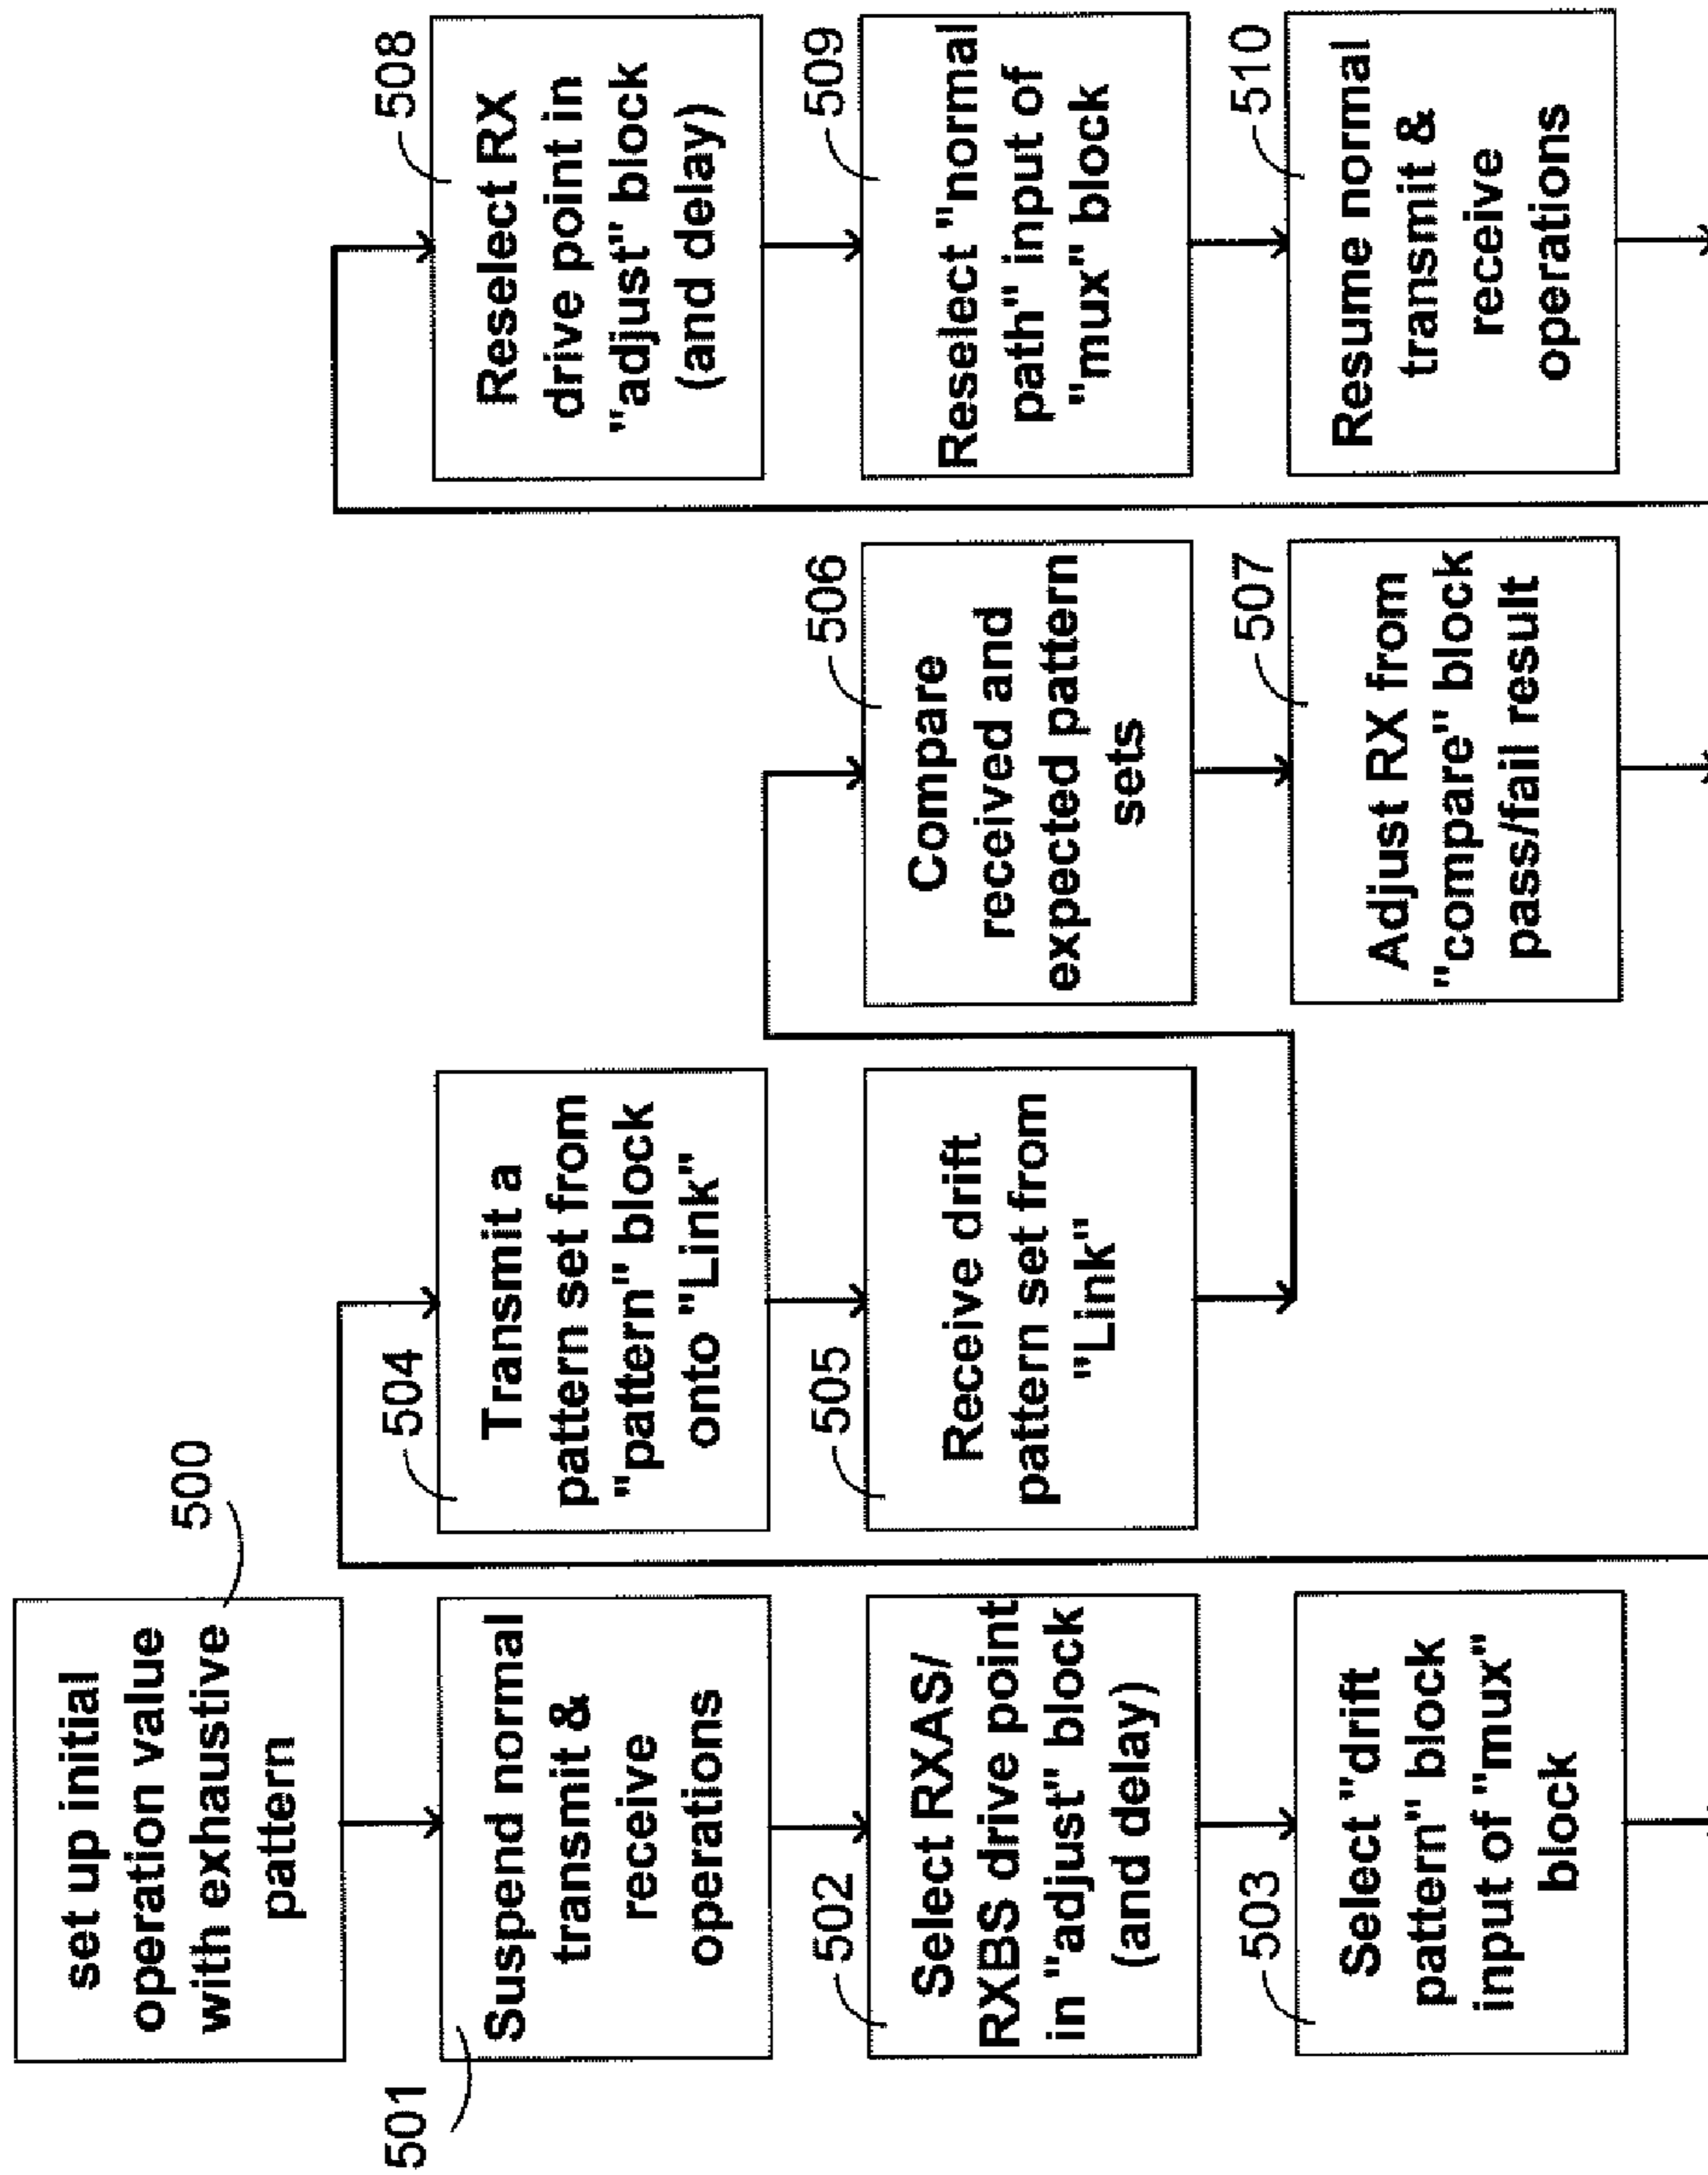 500
set up initial
operation value
with exhaustive
pattern
501
Suspend normal
transmit &
receive
operations
502
Select RXAS/
RXBS drive point
in "adjust" block
(and delay)
503
Select "drift
pattern" block
input of "mux"
block
504
Transmit a
pattern set from
"pattern" block
onto "Link"
505
Receive drift
pattern set from
"Link"
506
Compare
received and
expected pattern
sets
507
Adjust RX from
"compare" block
pass/fail result
508
Reselect RX
drive point in
"adjust" block
(and delay)
509
Reselect "normal
path" input of
"mux" block
510
Resume normal
transmit &
receive
operations